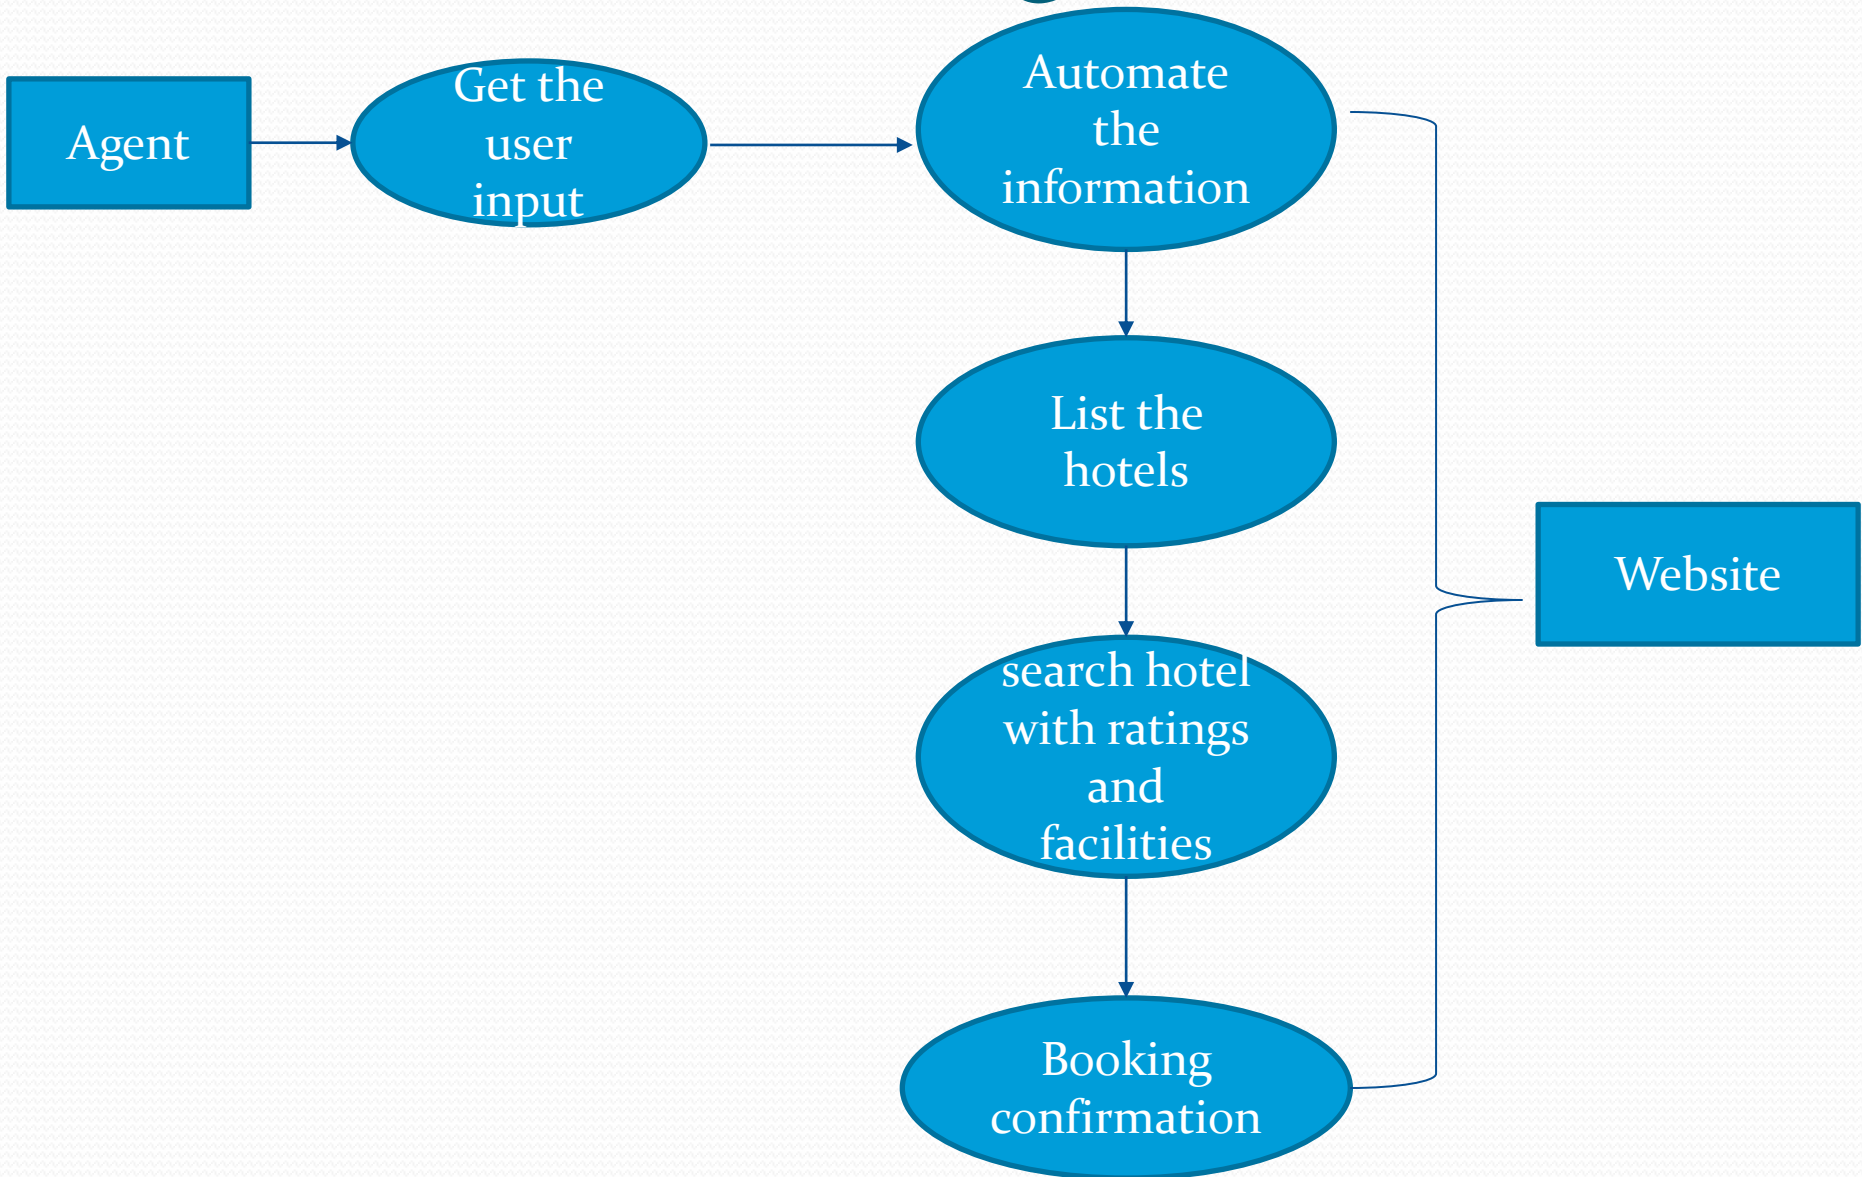 Agent
Get the
user
input
Automate
the
information
List the
hotels
search hotel
with ratings
and
facilities
Booking
confirmation
Website